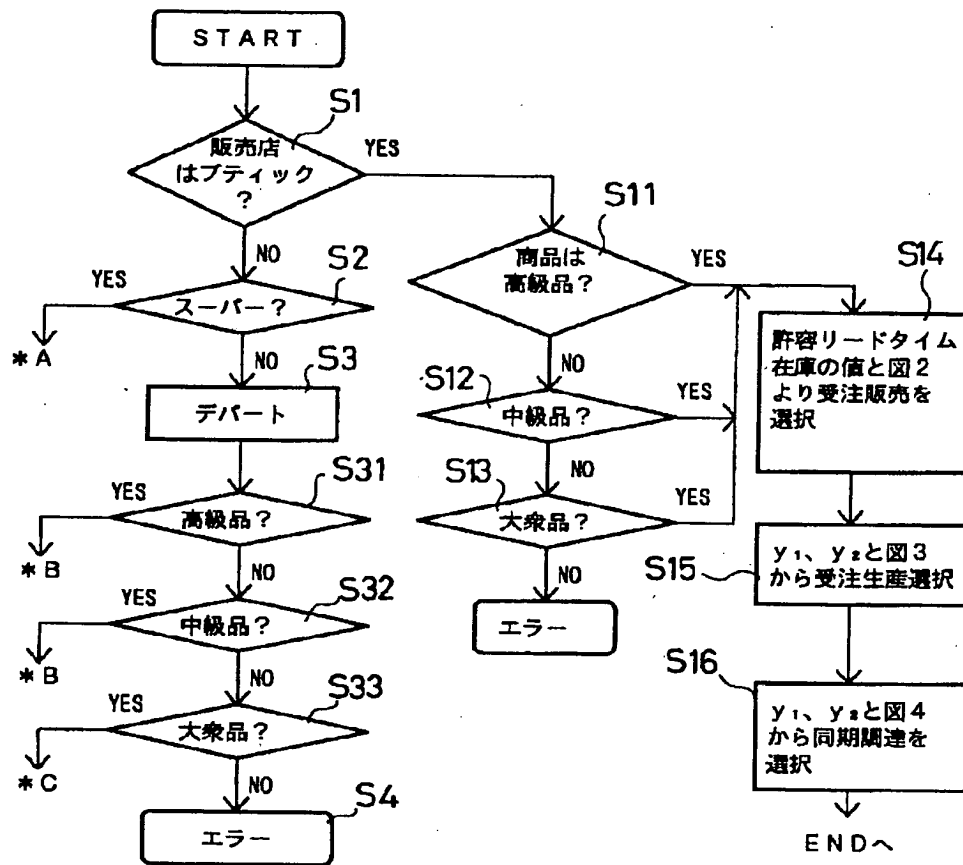 START
S1
販売店
はブティック
?
YES
NO
S2
YES
スーパー?
*A
NO
S3
デパート
S31
YES
高級品?
*B
NO
S32
YES
中級品?
*B
NO
S33
YES
大衆品?
*C
NO
S4
エラー
S11
商品は
高級品?
YES
NO
S12
中級品?
YES
NO
S13
大衆品?
YES
NO
エラー
S14
許容リードタイム
在庫の値と図2
より受注販売を
選択
S15
y₁、y₂と図3
から受注生産選択
S16
y₁、y₂と図4
から同期調達を
選択
ENDへ